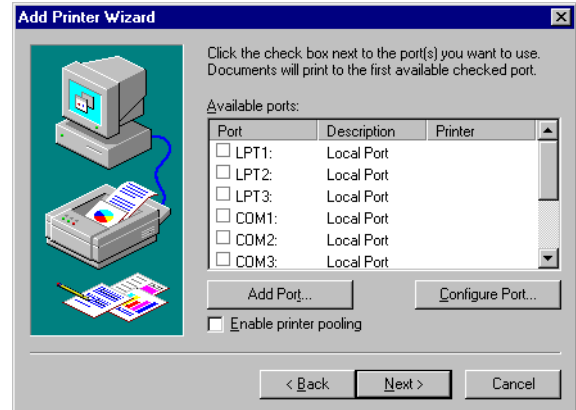 Add Printer Wizard
Click the check box next to the port(s) you want to use.
Documents will print to the first available checked port.
Available ports:
Port Description Printer
LPT1: Local Port
LPT2: Local Port
LPT3: Local Port
COM1: Local Port
COM2: Local Port
COM3: Local Port
Add Port... Configure Port...
Enable printer pooling
< Back Next > Cancel